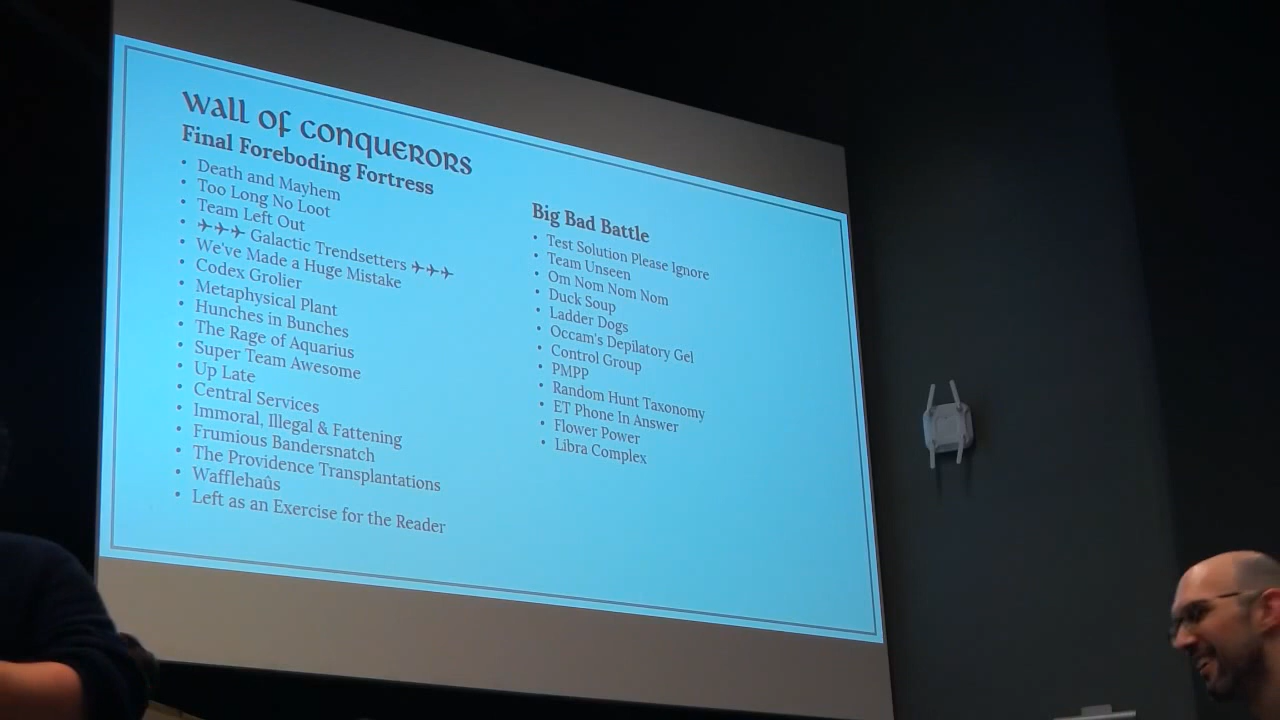 Wall of Conquerors
Final Foreboding Fortress
• Death and Mayhem
• Too Long No Loot
• Team Left Out
• ✈✈✈ Galactic Trendsetters ✈✈✈
• We've Made a Huge Mistake
• Codex Grolier
• Metaphysical Plant
• Hunches in Bunches
• The Rage of Aquarius
• Super Team Awesome
• Up Late
• Central Services
• Immoral, Illegal & Fattening
• Frumious Bandersnatch
• The Providence Transplantations
• Wafflehaüs
• Left as an Exercise for the Reader
Big Bad Battle
• Test Solution Please Ignore
• Team Unseen
• Om Nom Nom Nom
• Duck Soup
• Ladder Dogs
• Occam's Depilatory Gel
• Control Group
• PMPP
• Random Hunt Taxonomy
• ET Phone In Answer
• Flower Power
• Libra Complex